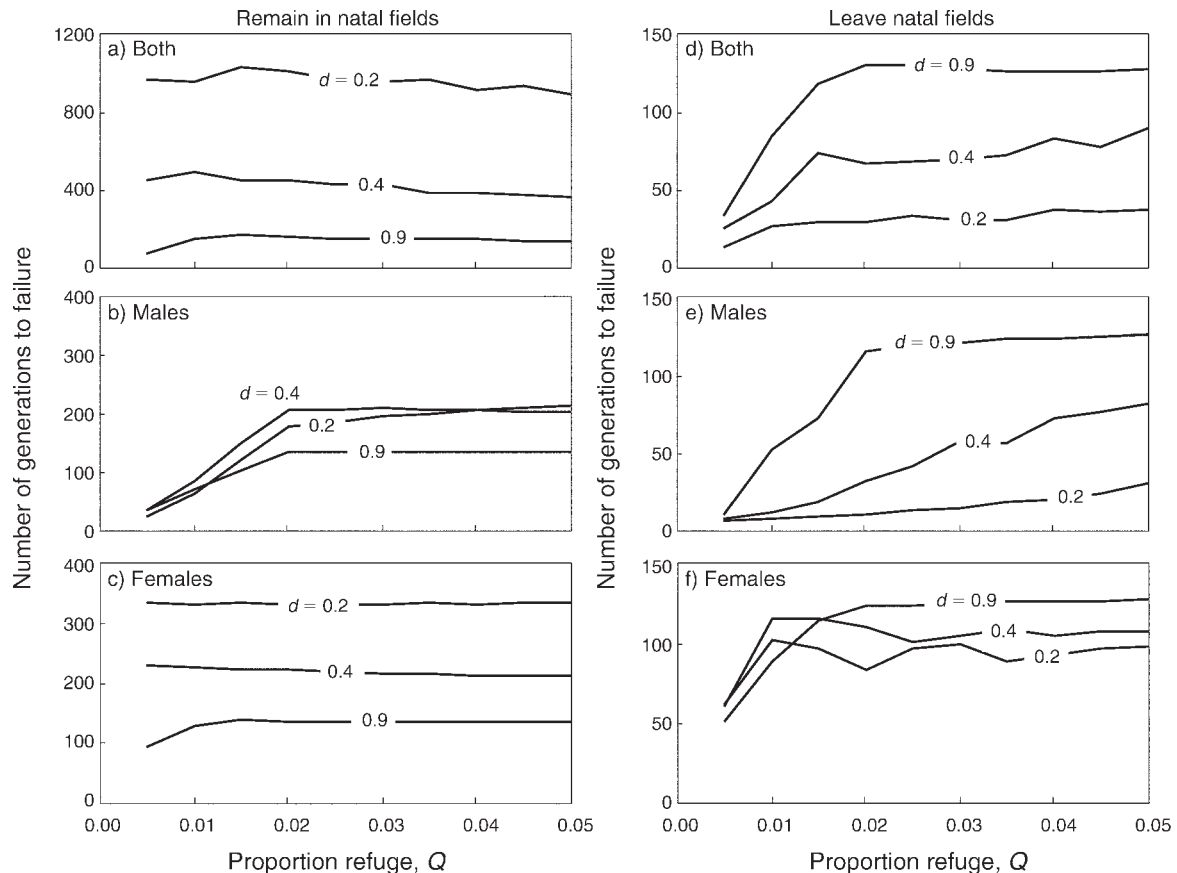 Remain in natal fields
Leave natal fields
Number of generations to failure
a) Both
1200
800
400
0
d = 0.2
0.4
0.9
b) Males
400
300
200
100
0
d = 0.4
0.2
0.9
c) Females
400
300
200
100
0
d = 0.2
0.4
0.9
0.00 0.01 0.02 0.03 0.04 0.05
Proportion refuge, Q
Number of generations to failure
d) Both
150
100
50
0
d = 0.9
0.4
0.2
e) Males
150
100
50
0
d = 0.9
0.4
0.2
f) Females
150
100
50
0
d = 0.9
0.4
0.2
0.00 0.01 0.02 0.03 0.04 0.05
Proportion refuge, Q